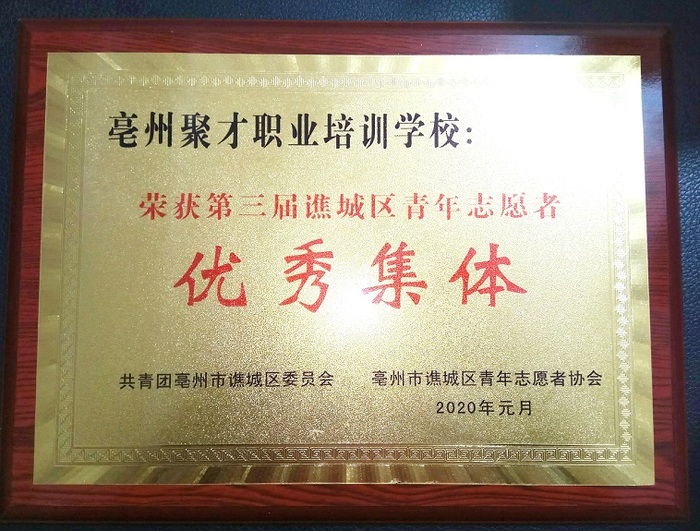 亳州聚才职业培训学校:
荣获第三届谯城区青年志愿者
优秀集体
共青团亳州市谯城区委员会 亳州市谯城区青年志愿者协会
2020年元月